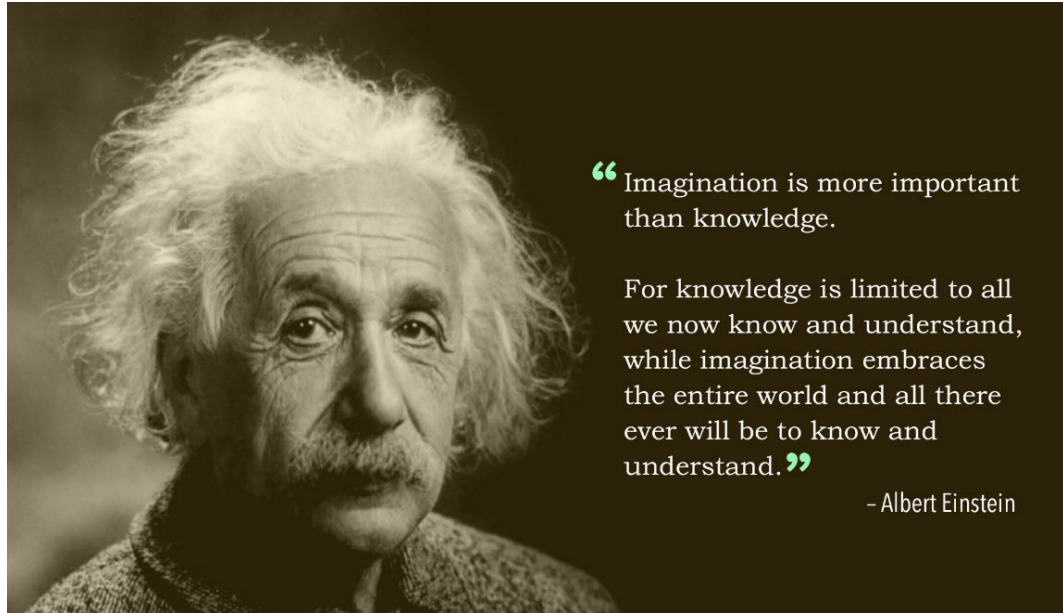 “Imagination is more important
than knowledge.
For knowledge is limited to all
we now know and understand,
while imagination embraces
the entire world and all there
ever will be to know and
understand.”
– Albert Einstein